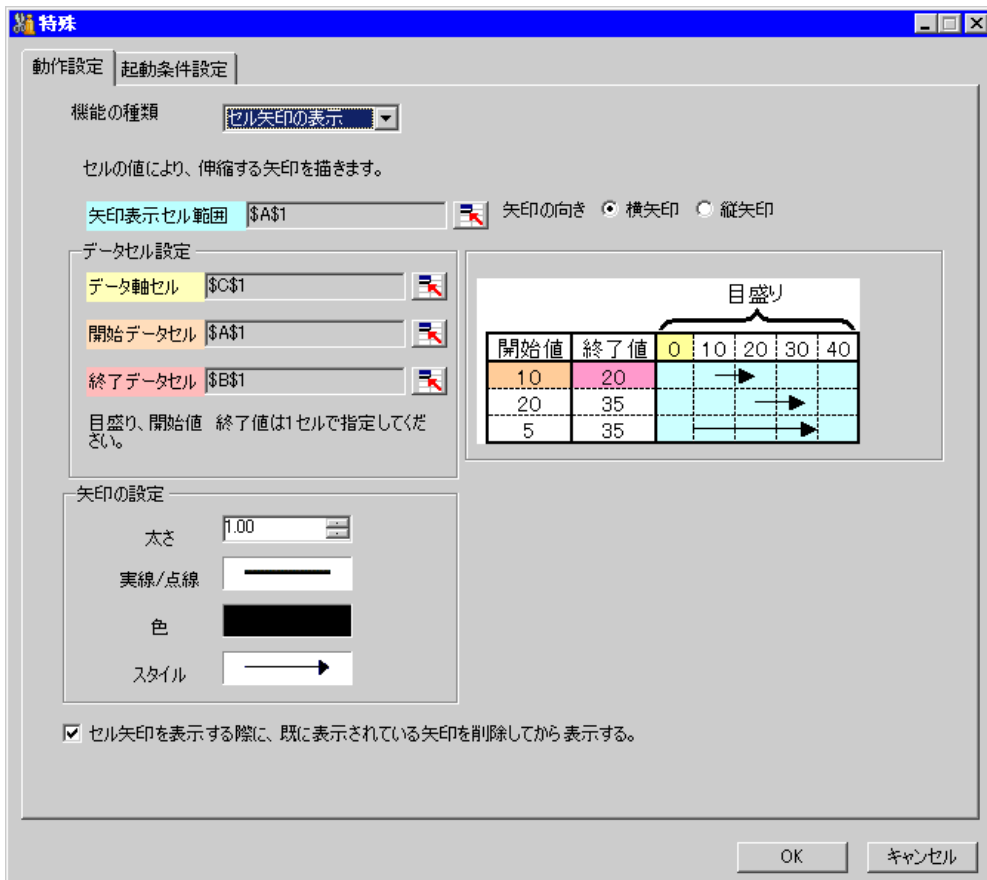 特殊
動作設定 起動条件設定
機能の種類 セル矢印の表示
セルの値により、伸縮する矢印を描きます。
矢印表示セル範囲 $A$1 矢印の向き 横矢印 縦矢印
データセル設定
データ軸セル $C$1
開始データセル $A$1
終了データセル $B$1
目盛り、開始値 終了値は1セルで指定してくだ
さい。
目盛り
開始値 終了値 0 10 20 30 40
10 20
20 35
5 35
矢印の設定
太さ 1.00
実線/点線
色
スタイル
セル矢印を表示する際に、既に表示されている矢印を削除してから表示する。
OK キャンセル